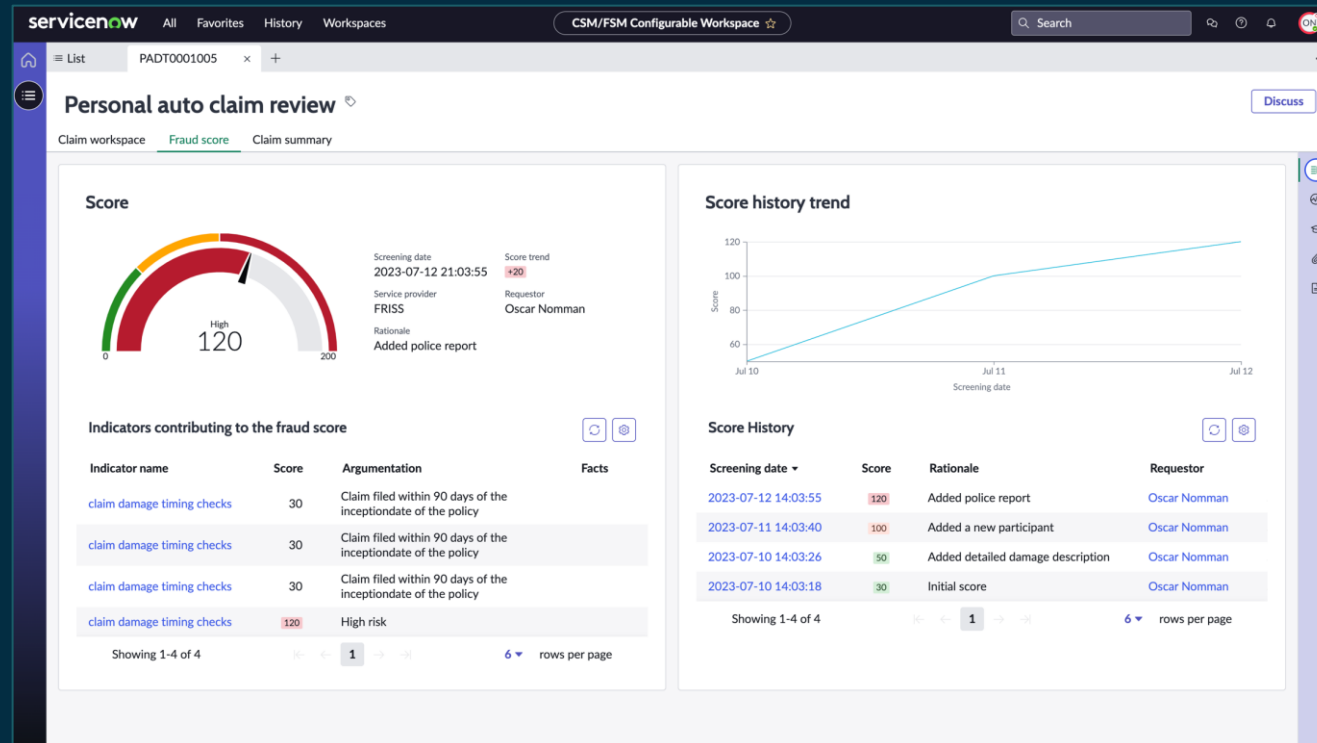 servicenow All Favorites History Workspaces CSM/FSM Configurable Workspace Search
List PADT0001005
Personal auto claim review
Discuss
Claim workspace Fraud score Claim summary
Score
High
120
0
200
Screening date
2023-07-12 21:03:55
Score trend
+20
Service provider
FRISS
Requestor
Oscar Nomman
Rationale
Added police report
Score history trend
120
100
80
60
Score
Jul 10
Jul 11
Jul 12
Screening date
Indicators contributing to the fraud score
Indicator name Score Argumentation Facts
claim damage timing checks 30 Claim filed within 90 days of the
inceptiondate of the policy
claim damage timing checks 30 Claim filed within 90 days of the
inceptiondate of the policy
claim damage timing checks 30 Claim filed within 90 days of the
inceptiondate of the policy
claim damage timing checks 120 High risk
Showing 1-4 of 4 1 6 rows per page
Score History
Screening date Score Rationale Requestor
2023-07-12 14:03:55 120 Added police report Oscar Nomman
2023-07-11 14:03:40 100 Added a new participant Oscar Nomman
2023-07-10 14:03:26 50 Added detailed damage description Oscar Nomman
2023-07-10 14:03:18 30 Initial score Oscar Nomman
Showing 1-4 of 4 1 6 rows per page